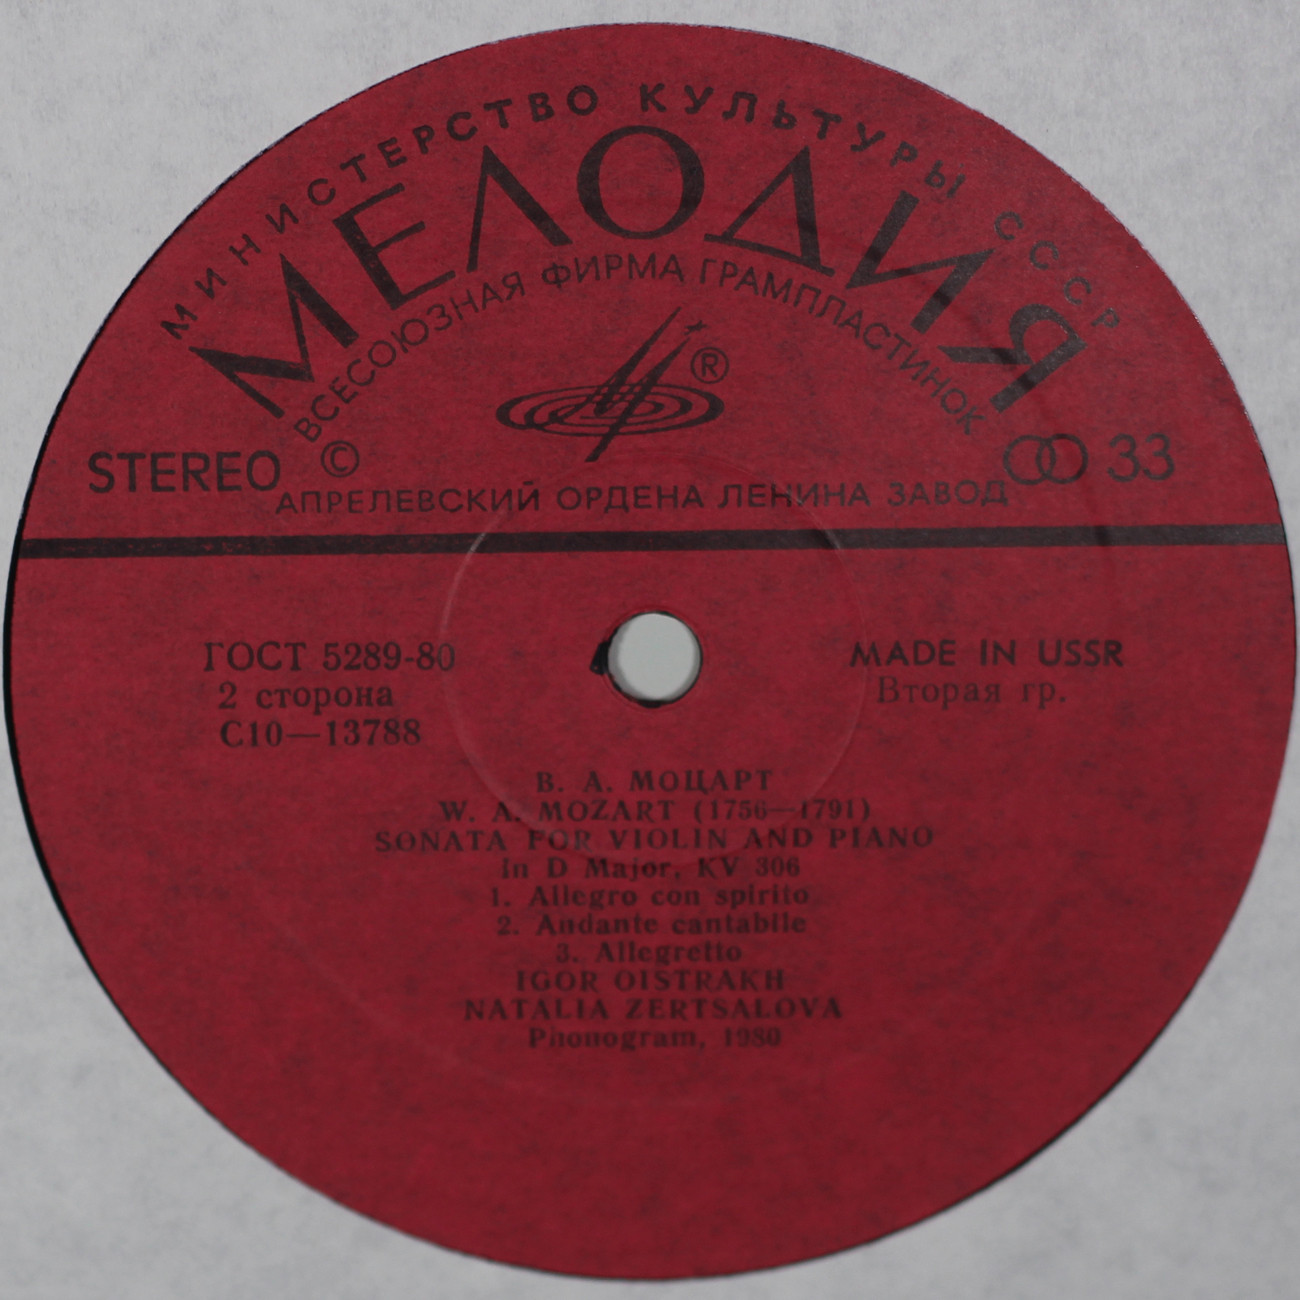 МИНИСТЕРСТВО КУЛЬТУРЫ СССР
МЕЛОДИЯ
ВСЕСОЮЗНАЯ ФИРМА ГРАМПЛАСТИНОК
®
STEREO © 33
АПРЕЛЕВСКИЙ ОРДЕНА ЛЕНИНА ЗАВОД
ГОСТ 5289-80
2 сторона
С10—13788
MADE IN USSR
Вторая гр.
В. А. МОЦАРТ
W. A. MOZART (1756—1791)
SONATA FOR VIOLIN AND PIANO
In D Major, KV 306
1. Allegro con spirito
2. Andante cantabile
3. Allegretto
IGOR OISTRAKH
NATALIA ZERTSALOVA
Phonogram, 1980